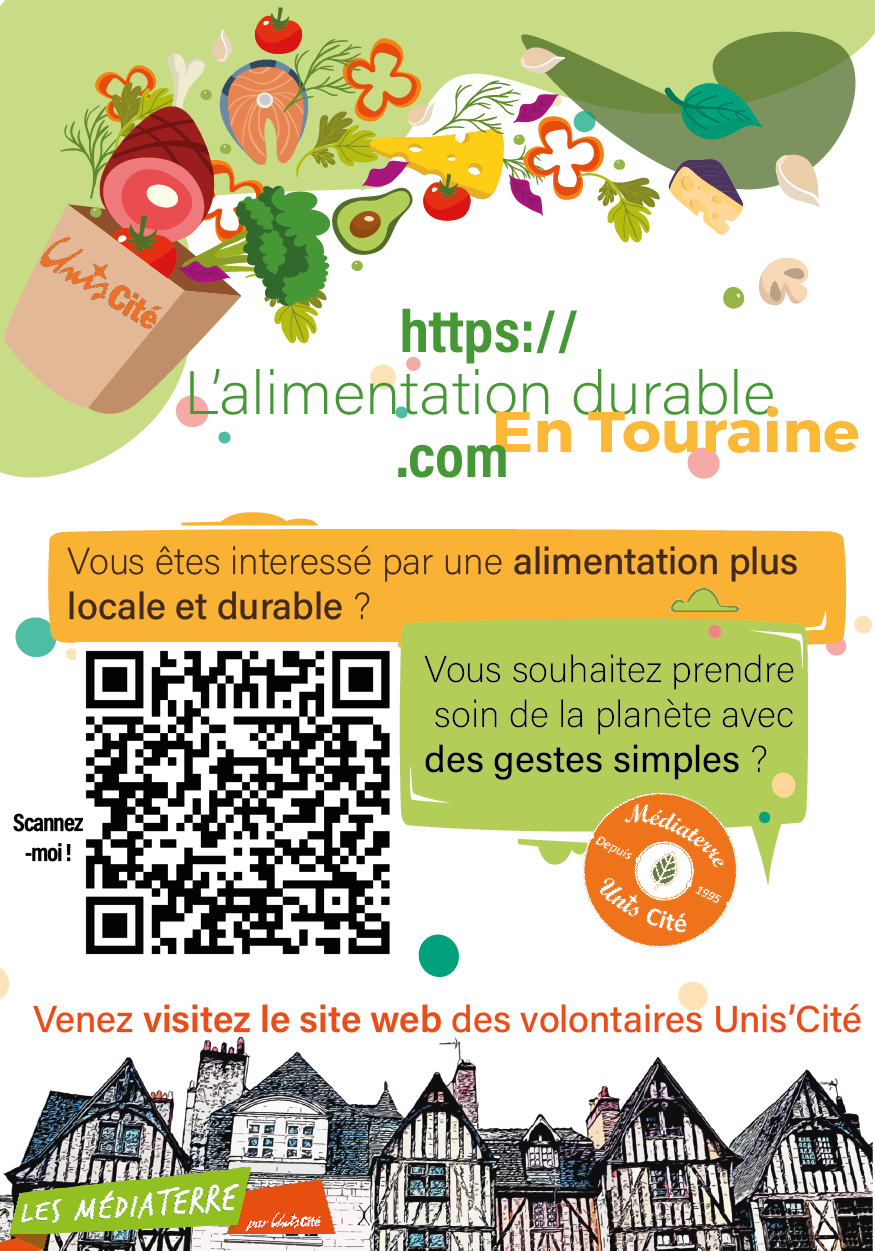 Unis Cité
https://
L'alimentation durable
En Touraine
.com
Vous êtes interessé par une alimentation plus
locale et durable ?
Vous souhaitez prendre
soin de la planète avec
des gestes simples ?
Scannez
-moi !
Médiaterre
Depuis
1995
Unis Cité
Venez visitez le site web des volontaires Unis'Cité
LES MÉDIATERRE
par Unis Cité